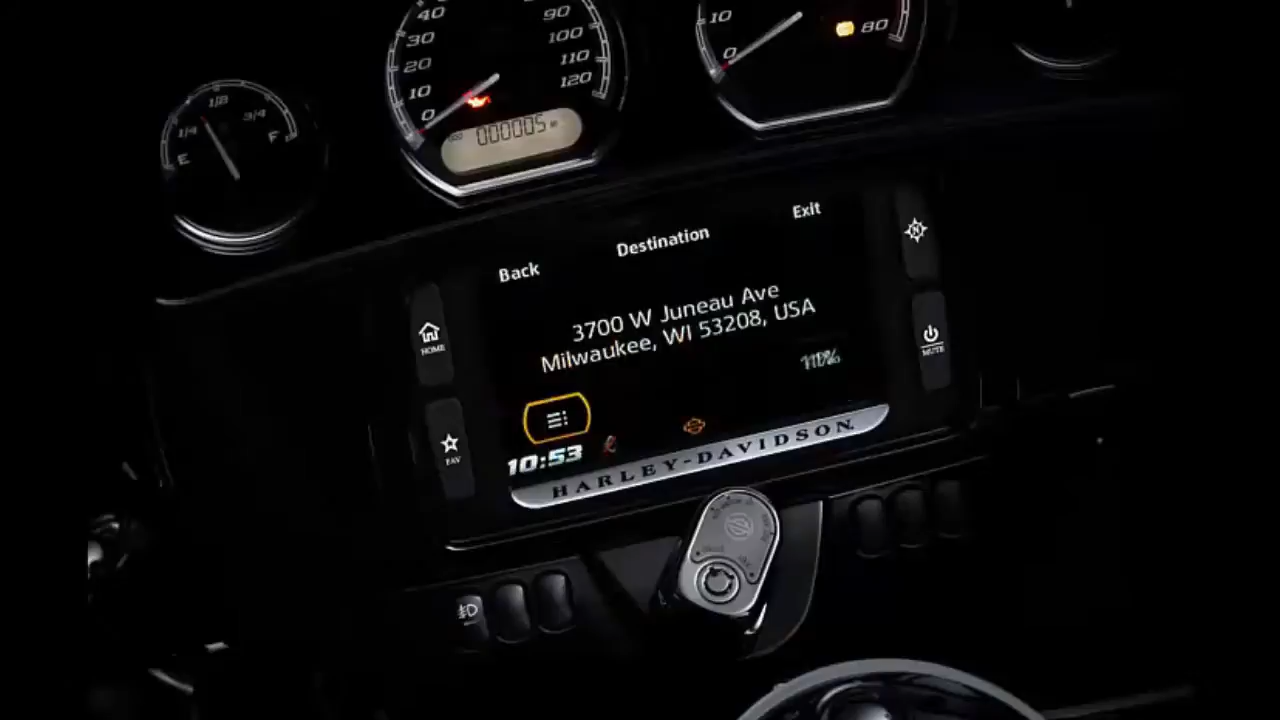 40
30
20
10
0
90
100
110
120
000005
10
0
80
1/4
1/2
3/4
E
F
Exit
Destination
Back
3700 W Juneau Ave
Milwaukee, WI 53208, USA
HOME
FAV
MUTE
N
10:53
HARLEY-DAVIDSON